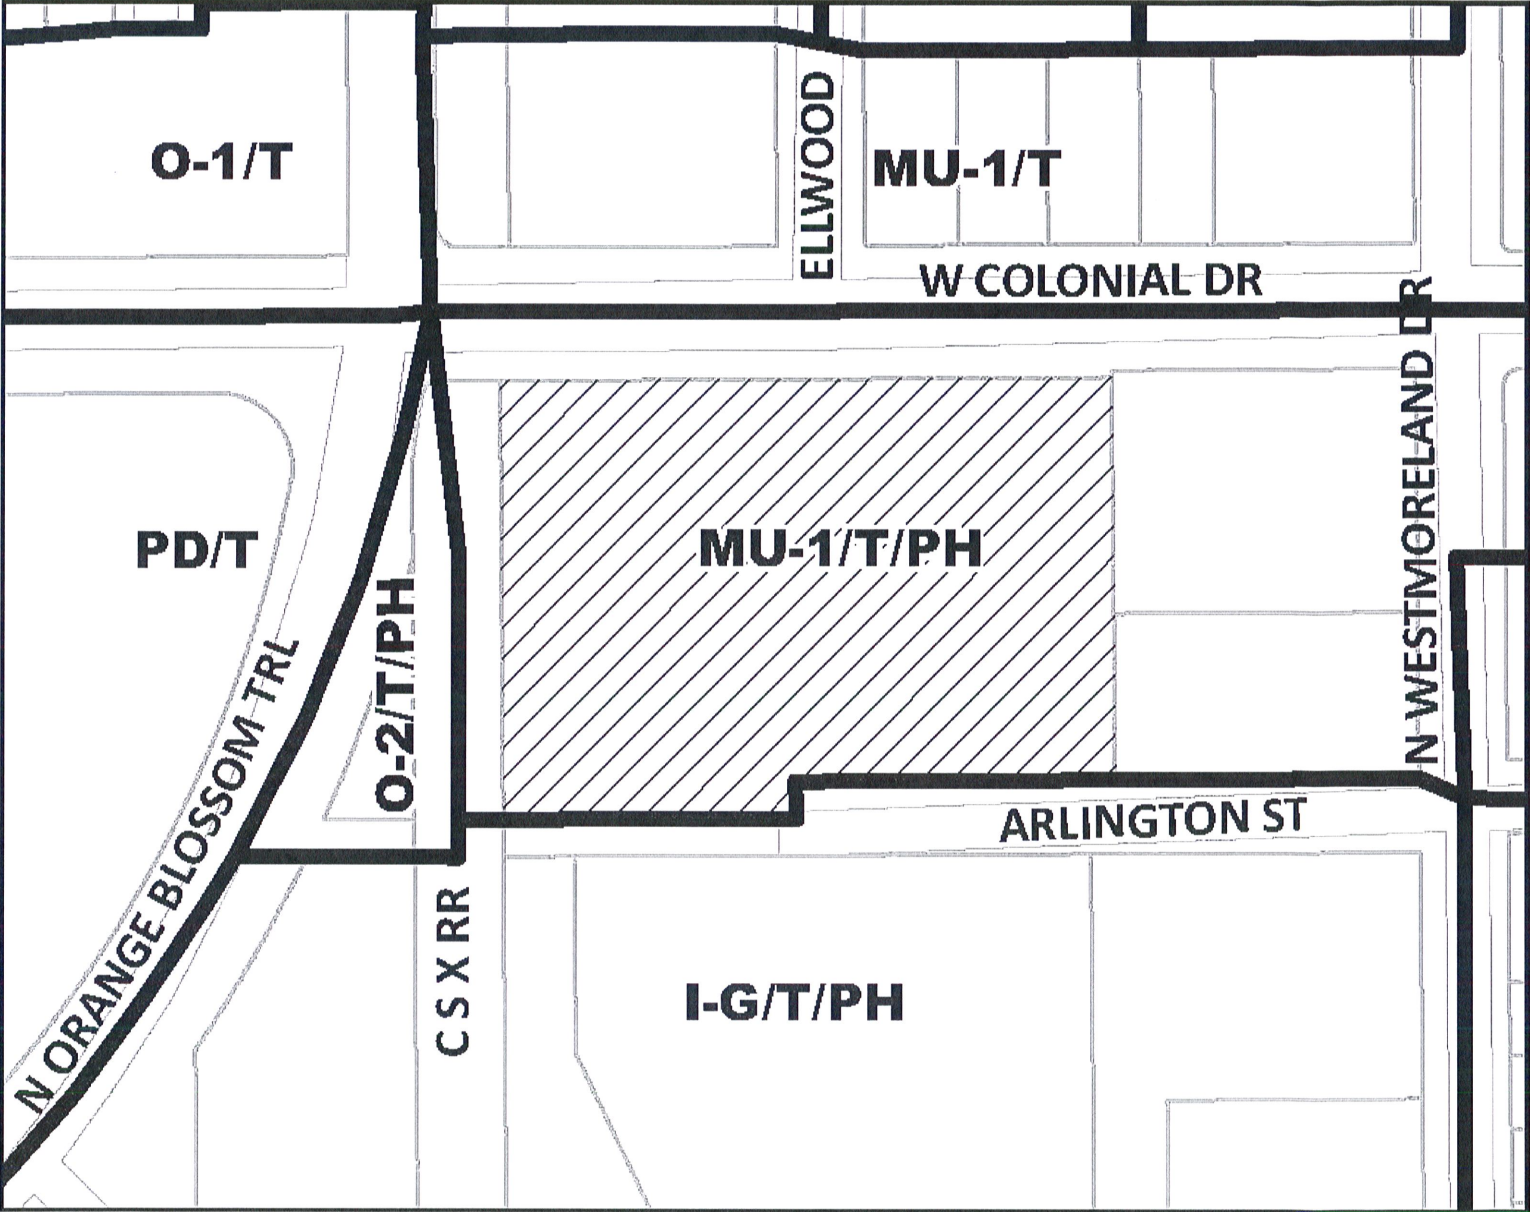 O-1/T
ELLWOOD
MU-1/T
W COLONIAL DR
N WESTMORELAND DR
PD/T
MU-1/T/PH
O-2/T/PH
N ORANGE BLOSSOM TRL
ARLINGTON ST
C S X RR
I-G/T/PH